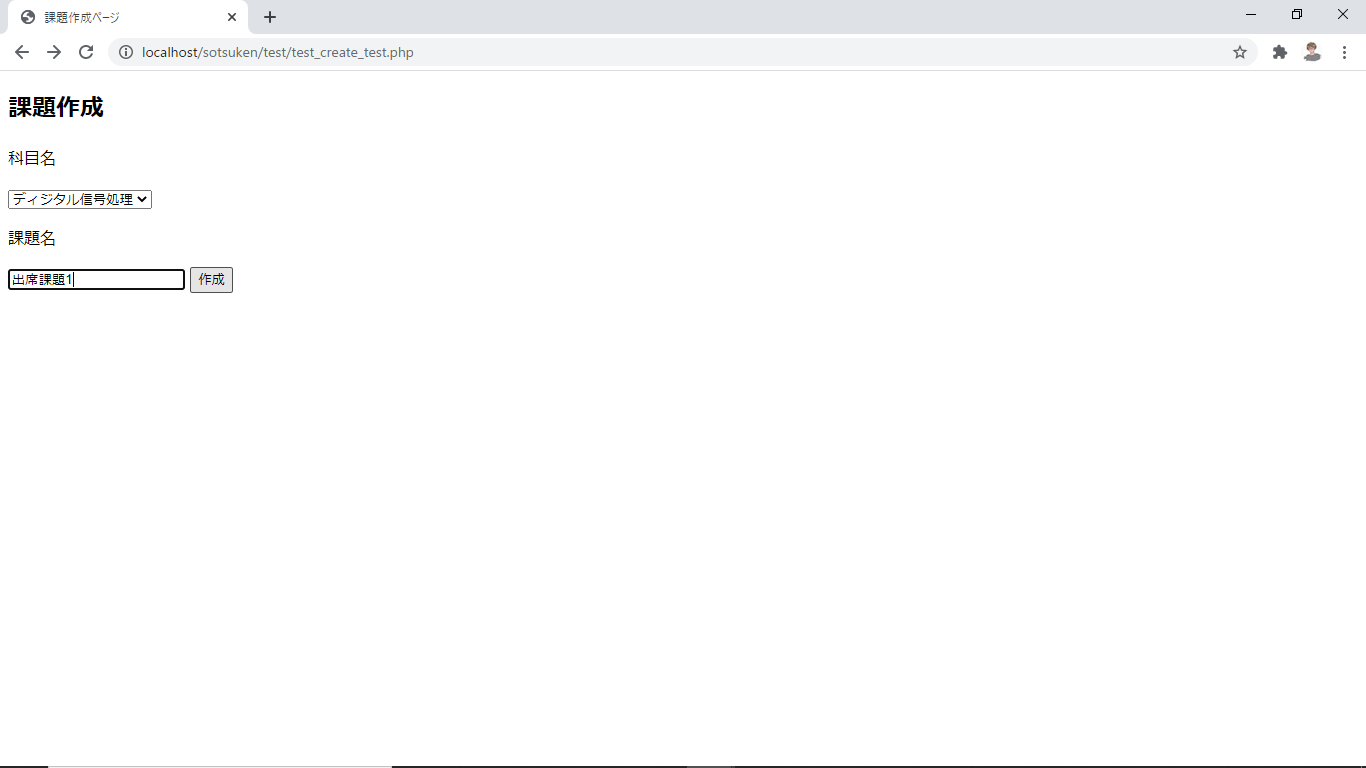 課題作成ページ
localhost/sotsuken/test/test_create_test.php
課題作成
科目名
ディジタル信号処理
課題名
出席課題1 作成